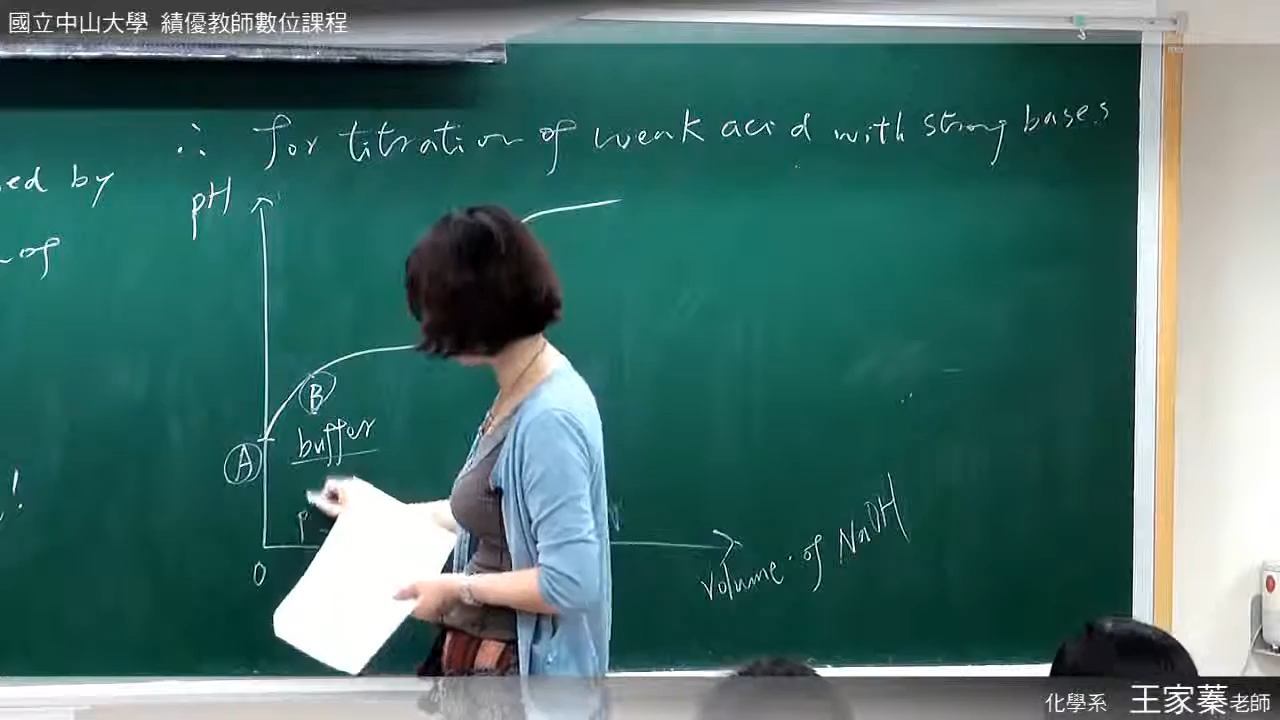 國立中山大學 績優教師數位課程
∴ for titration of weak acid with strong bases
ed by
of
pH
B
buffer
A
!
P
0
volume of NaOH
化學系 王家蓁老師